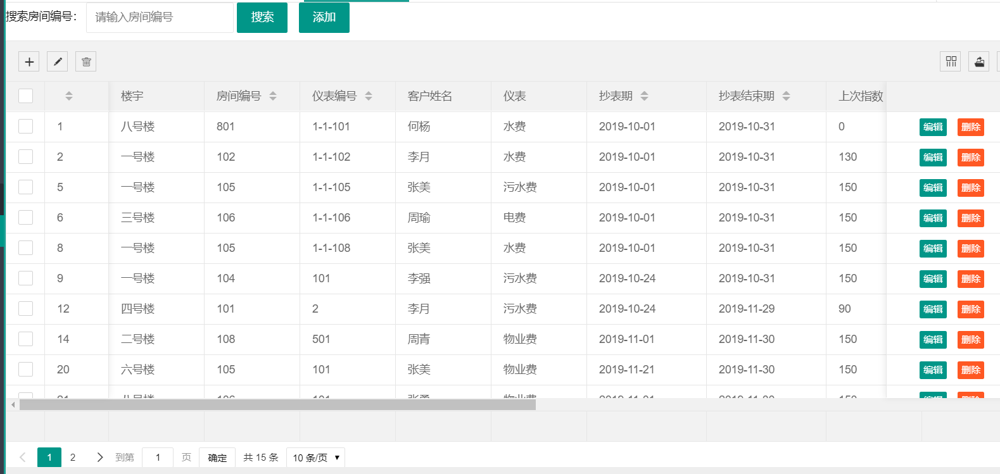 搜索房间编号： 请输入房间编号 搜索 添加
楼宇 房间编号 仪表编号 客户姓名 仪表 抄表期 抄表结束期 上次指数
1 八号楼 801 1-1-101 何杨 水费 2019-10-01 2019-10-31 0 编辑 删除
2 一号楼 102 1-1-102 李月 水费 2019-10-01 2019-10-31 130 编辑 删除
5 一号楼 105 1-1-105 张美 污水费 2019-10-01 2019-10-31 150 编辑 删除
6 三号楼 106 1-1-106 周瑜 电费 2019-10-01 2019-10-31 150 编辑 删除
8 一号楼 105 1-1-108 张美 水费 2019-10-01 2019-10-31 150 编辑 删除
9 一号楼 104 101 李强 污水费 2019-10-24 2019-10-31 150 编辑 删除
12 四号楼 101 2 李月 污水费 2019-10-24 2019-11-29 90 编辑 删除
14 二号楼 108 501 周青 物业费 2019-11-01 2019-11-30 150 编辑 删除
20 六号楼 105 101 张美 物业费 2019-11-21 2019-11-30 150 编辑 删除
1 2 到第 1 页 确定 共 15 条 10 条/页